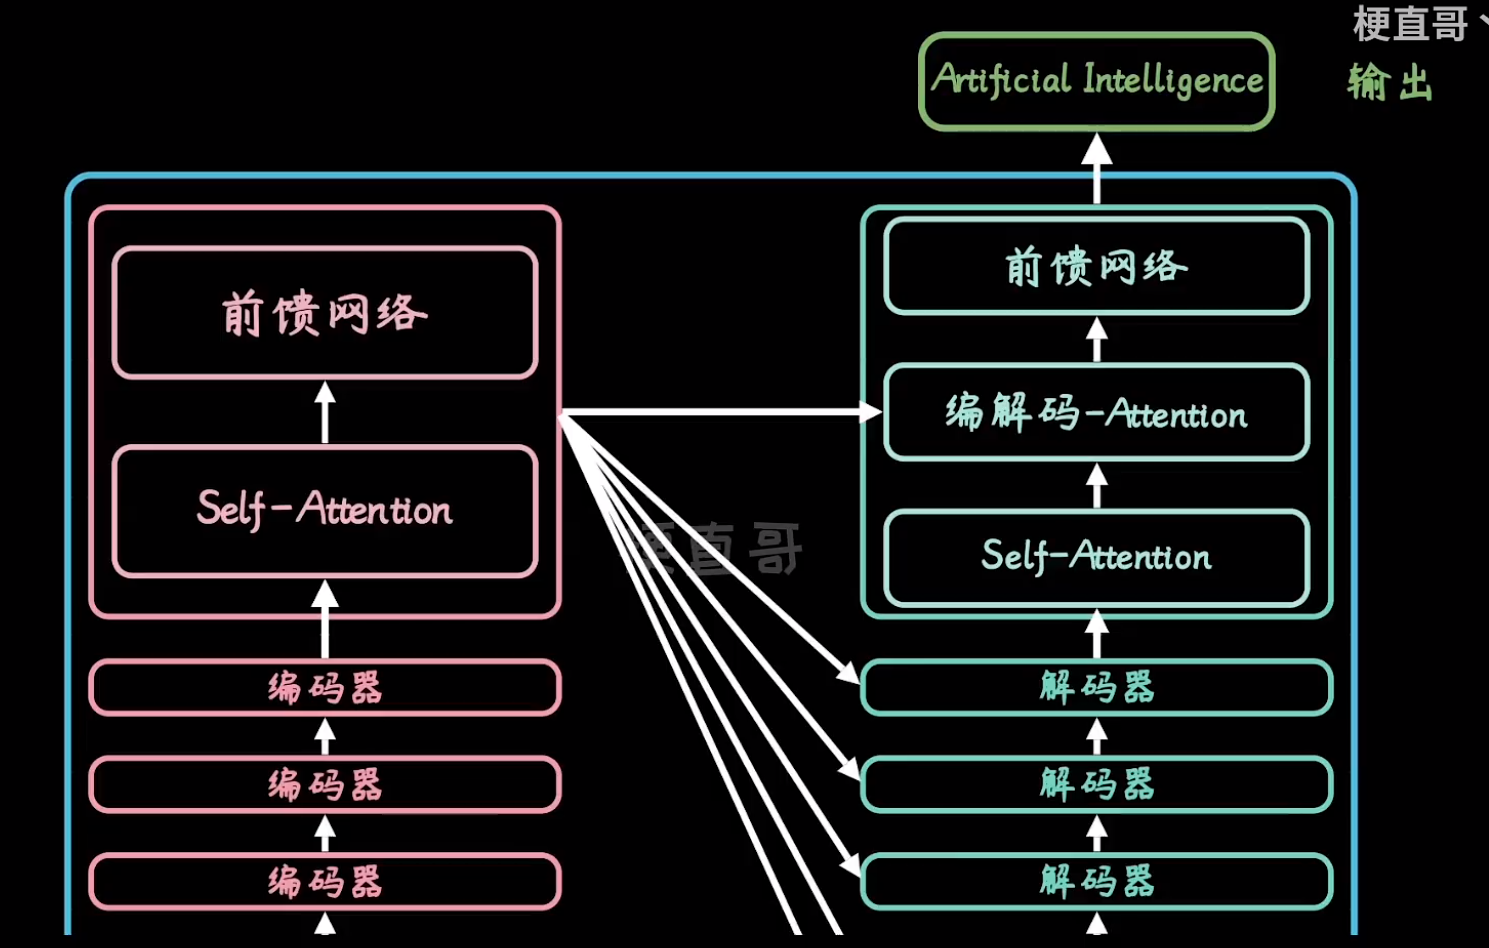 梗直哥丶
Artificial Intelligence
输出
前馈网络
Self-Attention
编码器
编码器
编码器
前馈网络
编解码-Attention
Self-Attention
解码器
解码器
解码器
梗直哥